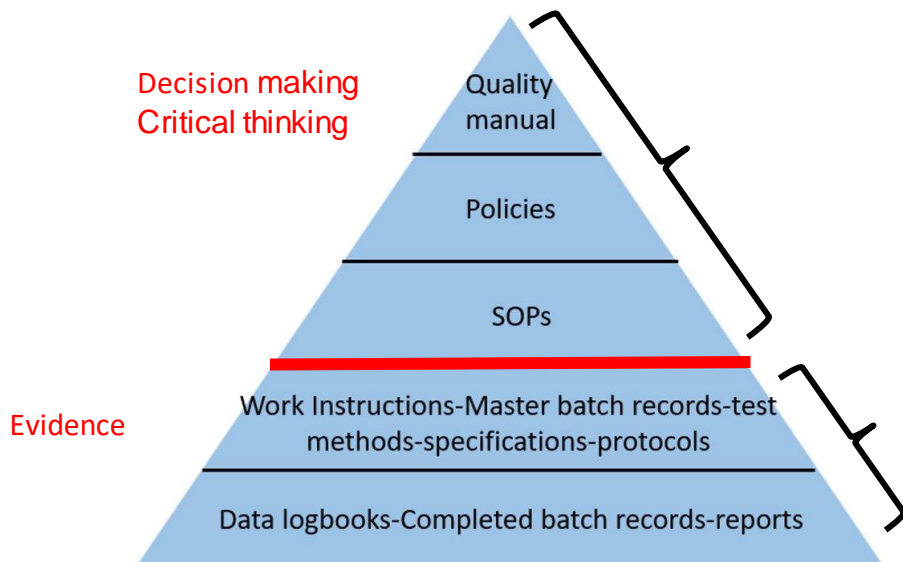 Decision making
Critical thinking
Quality
manual
Policies
SOPs
Evidence
Work Instructions-Master batch records-test
methods-specifications-protocols
Data logbooks-Completed batch records-reports